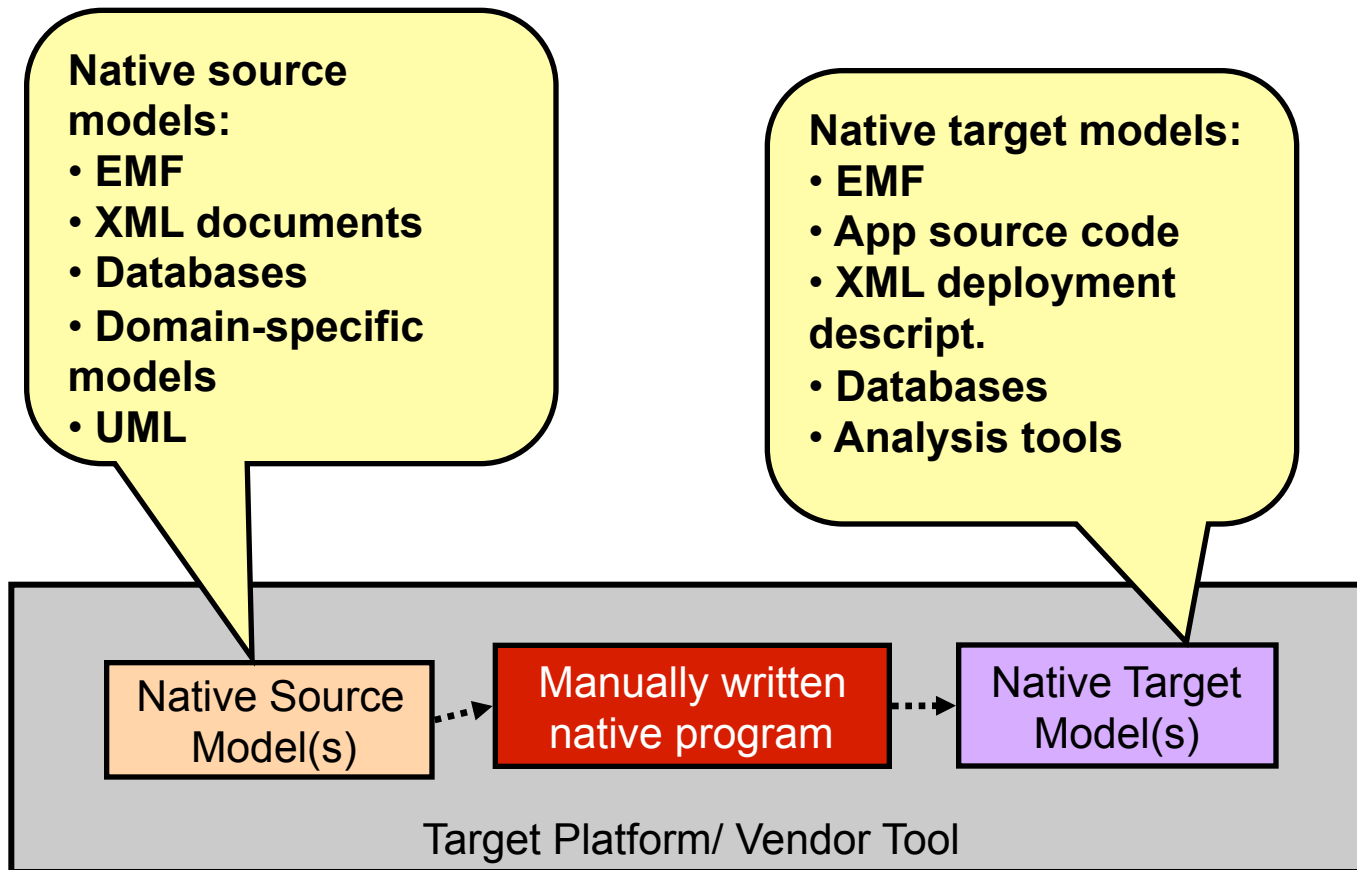 Native source
models:
• EMF
• XML documents
• Databases
• Domain-specific
models
• UML
Native target models:
• EMF
• App source code
• XML deployment
descript.
• Databases
• Analysis tools
Native Source
Model(s)
Manually written
native program
Native Target
Model(s)
Target Platform/ Vendor Tool